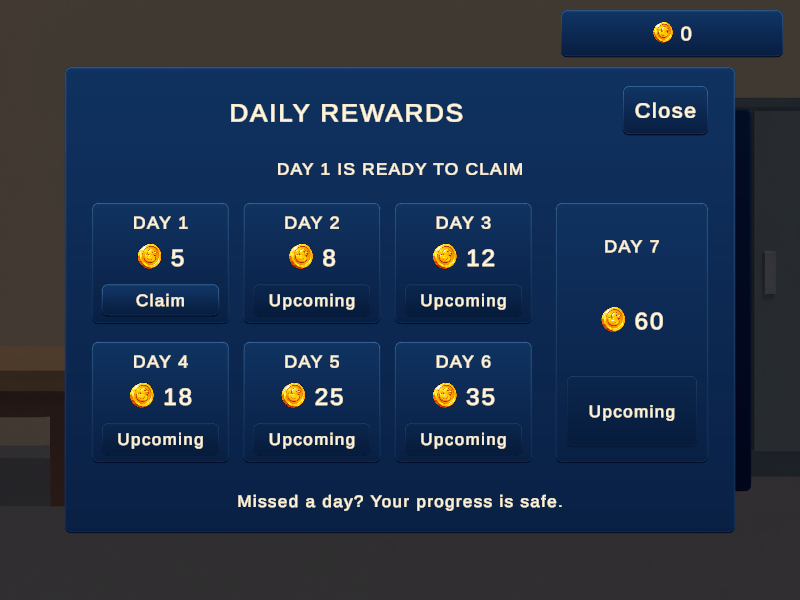 0
DAILY REWARDS
Close
DAY 1 IS READY TO CLAIM
DAY 1
5
Claim
DAY 2
8
Upcoming
DAY 3
12
Upcoming
DAY 4
18
Upcoming
DAY 5
25
Upcoming
DAY 6
35
Upcoming
DAY 7
60
Upcoming
Missed a day? Your progress is safe.